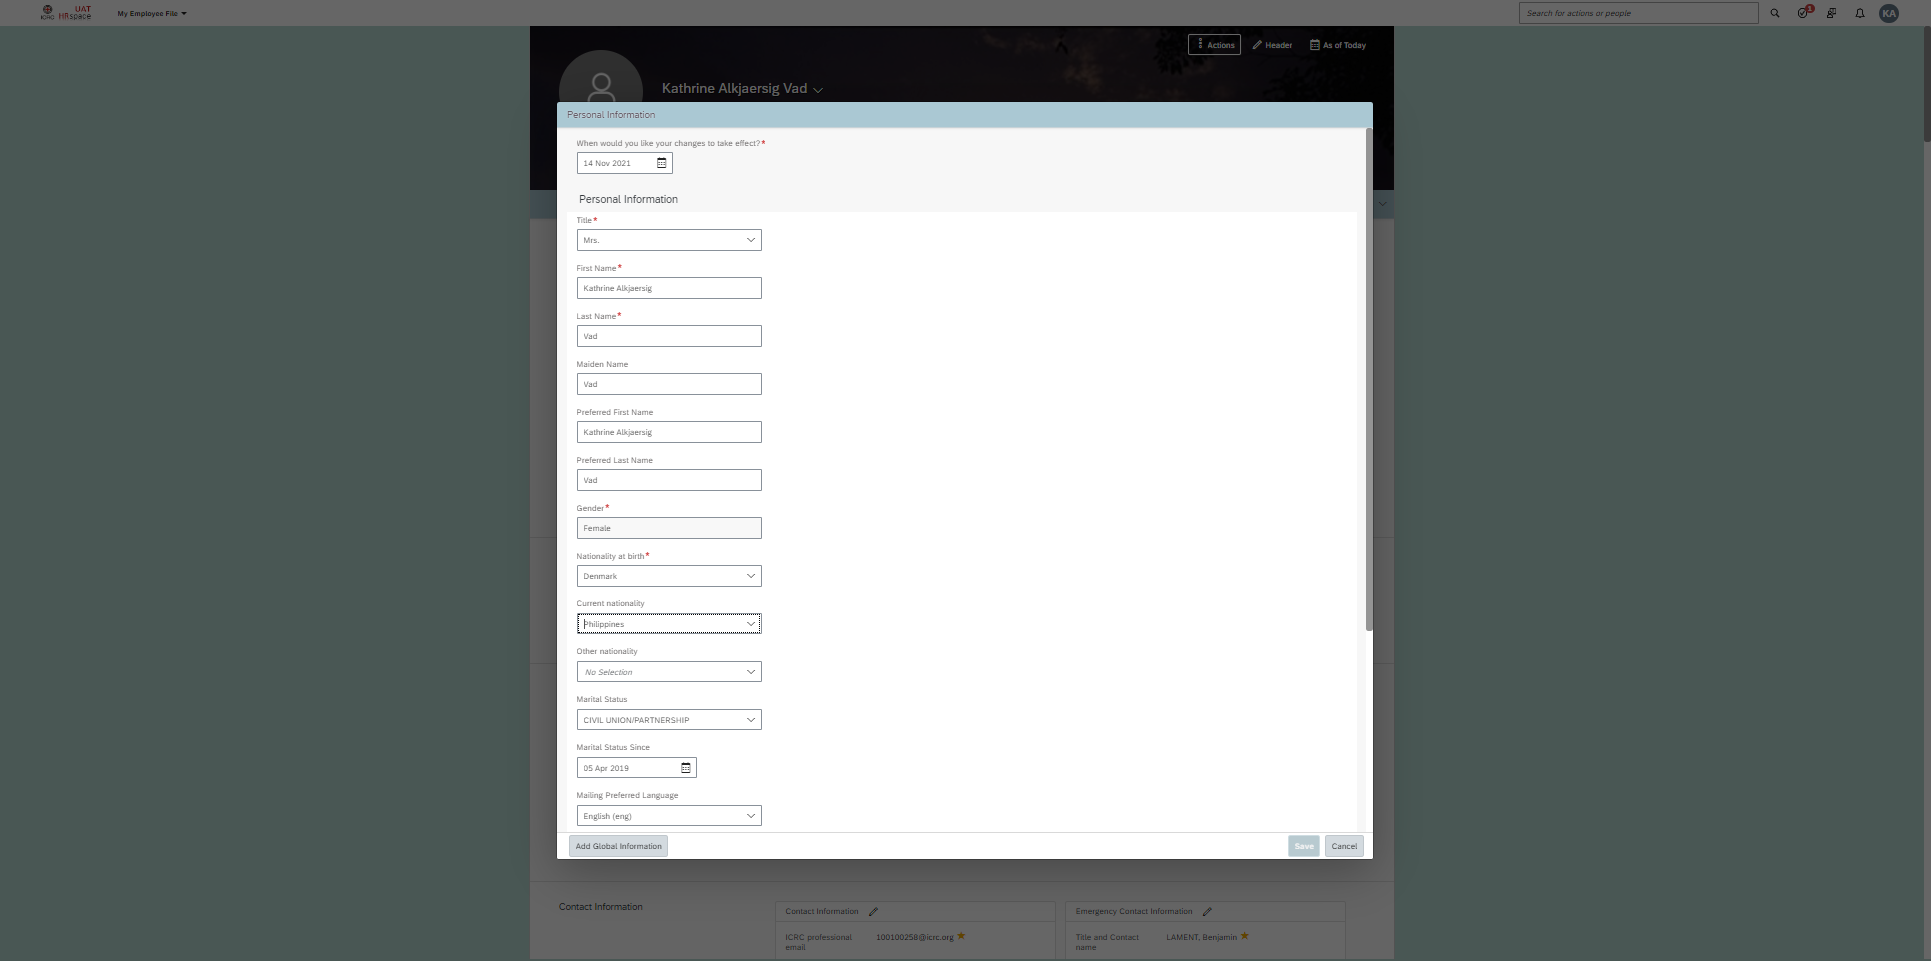 ICRC
UAT
HRspace
My Employee File
Search for actions or people
1
KA
Actions
Header
As of Today
Kathrine Alkjaersig Vad
Personal Information
When would you like your changes to take effect?*
14 Nov 2021
Personal Information
Title*
Mrs.
First Name*
Kathrine Alkjaersig
Last Name*
Vad
Maiden Name
Vad
Preferred First Name
Kathrine Alkjaersig
Preferred Last Name
Vad
Gender*
Female
Nationality at birth*
Denmark
Current nationality
Philippines
Other nationality
No Selection
Marital Status
CIVIL UNION/PARTNERSHIP
Marital Status Since
05 Apr 2019
Mailing Preferred Language
English (eng)
Add Global Information
Save
Cancel
Contact Information
Contact Information
ICRC professional
email
100100258@icrc.org
Emergency Contact Information
Title and Contact
name
LAMENT, Benjamin